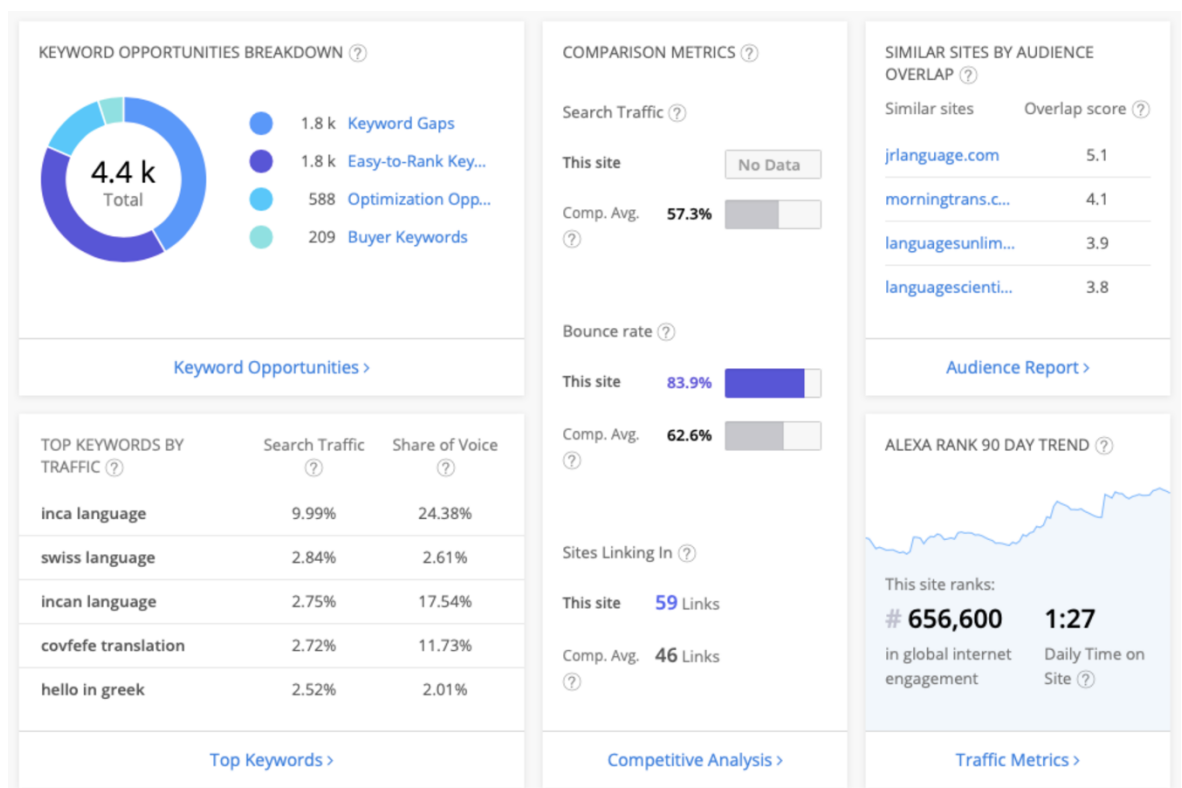 KEYWORD OPPORTUNITIES BREAKDOWN ?
4.4 k
Total
1.8 k Keyword Gaps
1.8 k Easy-to-Rank Key...
588 Optimization Opp...
209 Buyer Keywords
Keyword Opportunities >
TOP KEYWORDS BY TRAFFIC ? Search Traffic ? Share of Voice ?
inca language 9.99% 24.38%
swiss language 2.84% 2.61%
incan language 2.75% 17.54%
covfefe translation 2.72% 11.73%
hello in greek 2.52% 2.01%
Top Keywords >
COMPARISON METRICS ?
Search Traffic ?
This site No Data
Comp. Avg. ? 57.3%
Bounce rate ?
This site 83.9%
Comp. Avg. ? 62.6%
Sites Linking In ?
This site 59 Links
Comp. Avg. ? 46 Links
Competitive Analysis >
SIMILAR SITES BY AUDIENCE
OVERLAP ?
Similar sites Overlap score ?
jrlanguage.com 5.1
morningtrans.c... 4.1
languagesunlim... 3.9
languagescienti... 3.8
Audience Report >
ALEXA RANK 90 DAY TREND ?
This site ranks:
# 656,600 1:27
in global internet Daily Time on
engagement Site ?
Traffic Metrics >